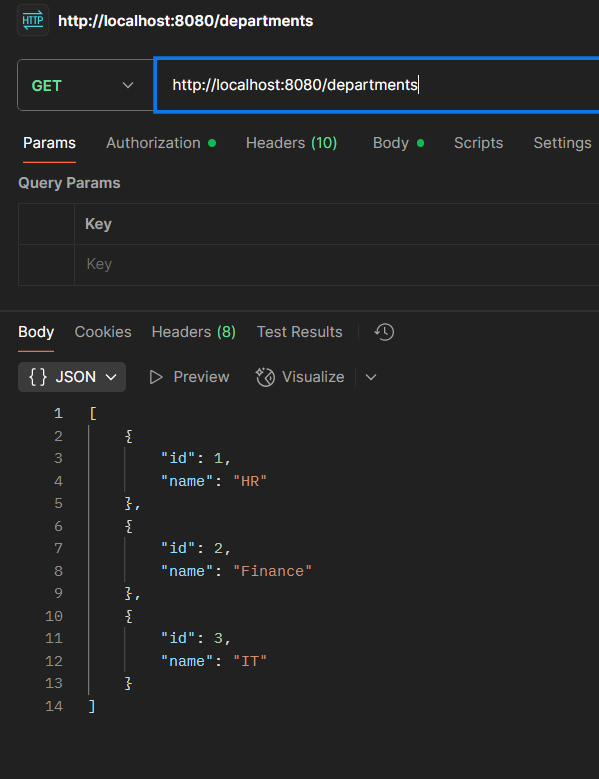 HTTP http://localhost:8080/departments
GET http://localhost:8080/departments
Params Authorization Headers (10) Body Scripts Settings
Query Params
Key
Key
Body Cookies Headers (8) Test Results
{} JSON Preview Visualize
1 [
2 {
3 "id": 1,
4 "name": "HR"
5 },
6 {
7 "id": 2,
8 "name": "Finance"
9 },
10 {
11 "id": 3,
12 "name": "IT"
13 }
14 ]